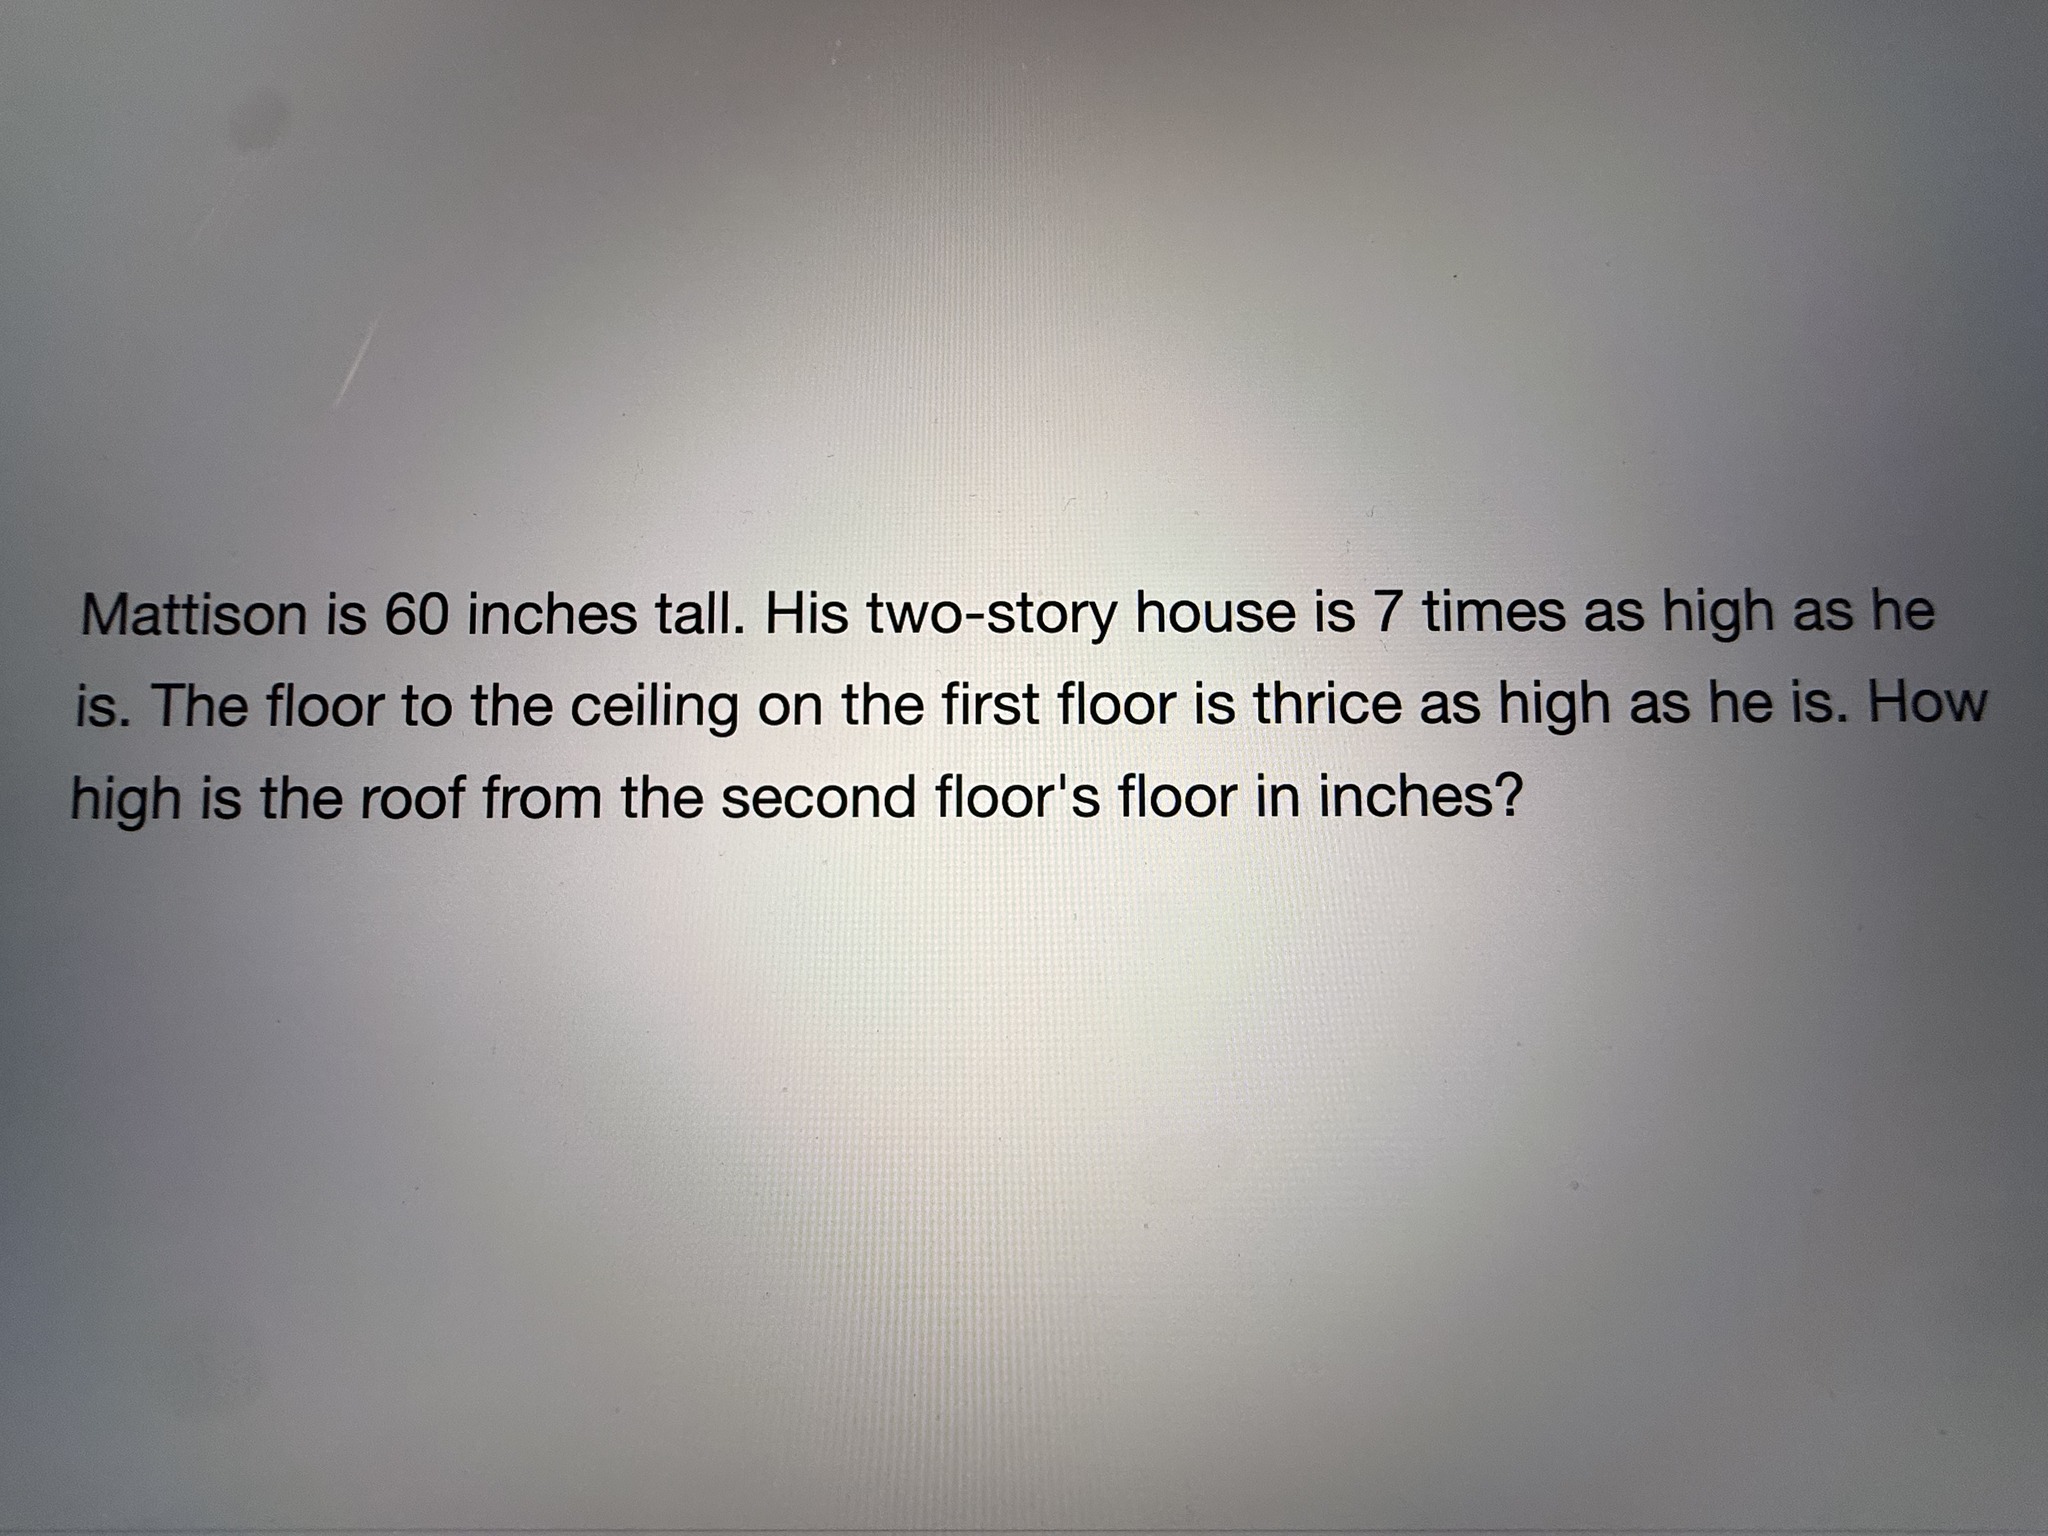 Mattison is 60 inches tall. His two-story house is 7 times as high as he
is. The floor to the ceiling on the first floor is thrice as high as he is. How
high is the roof from the second floor's floor in inches?